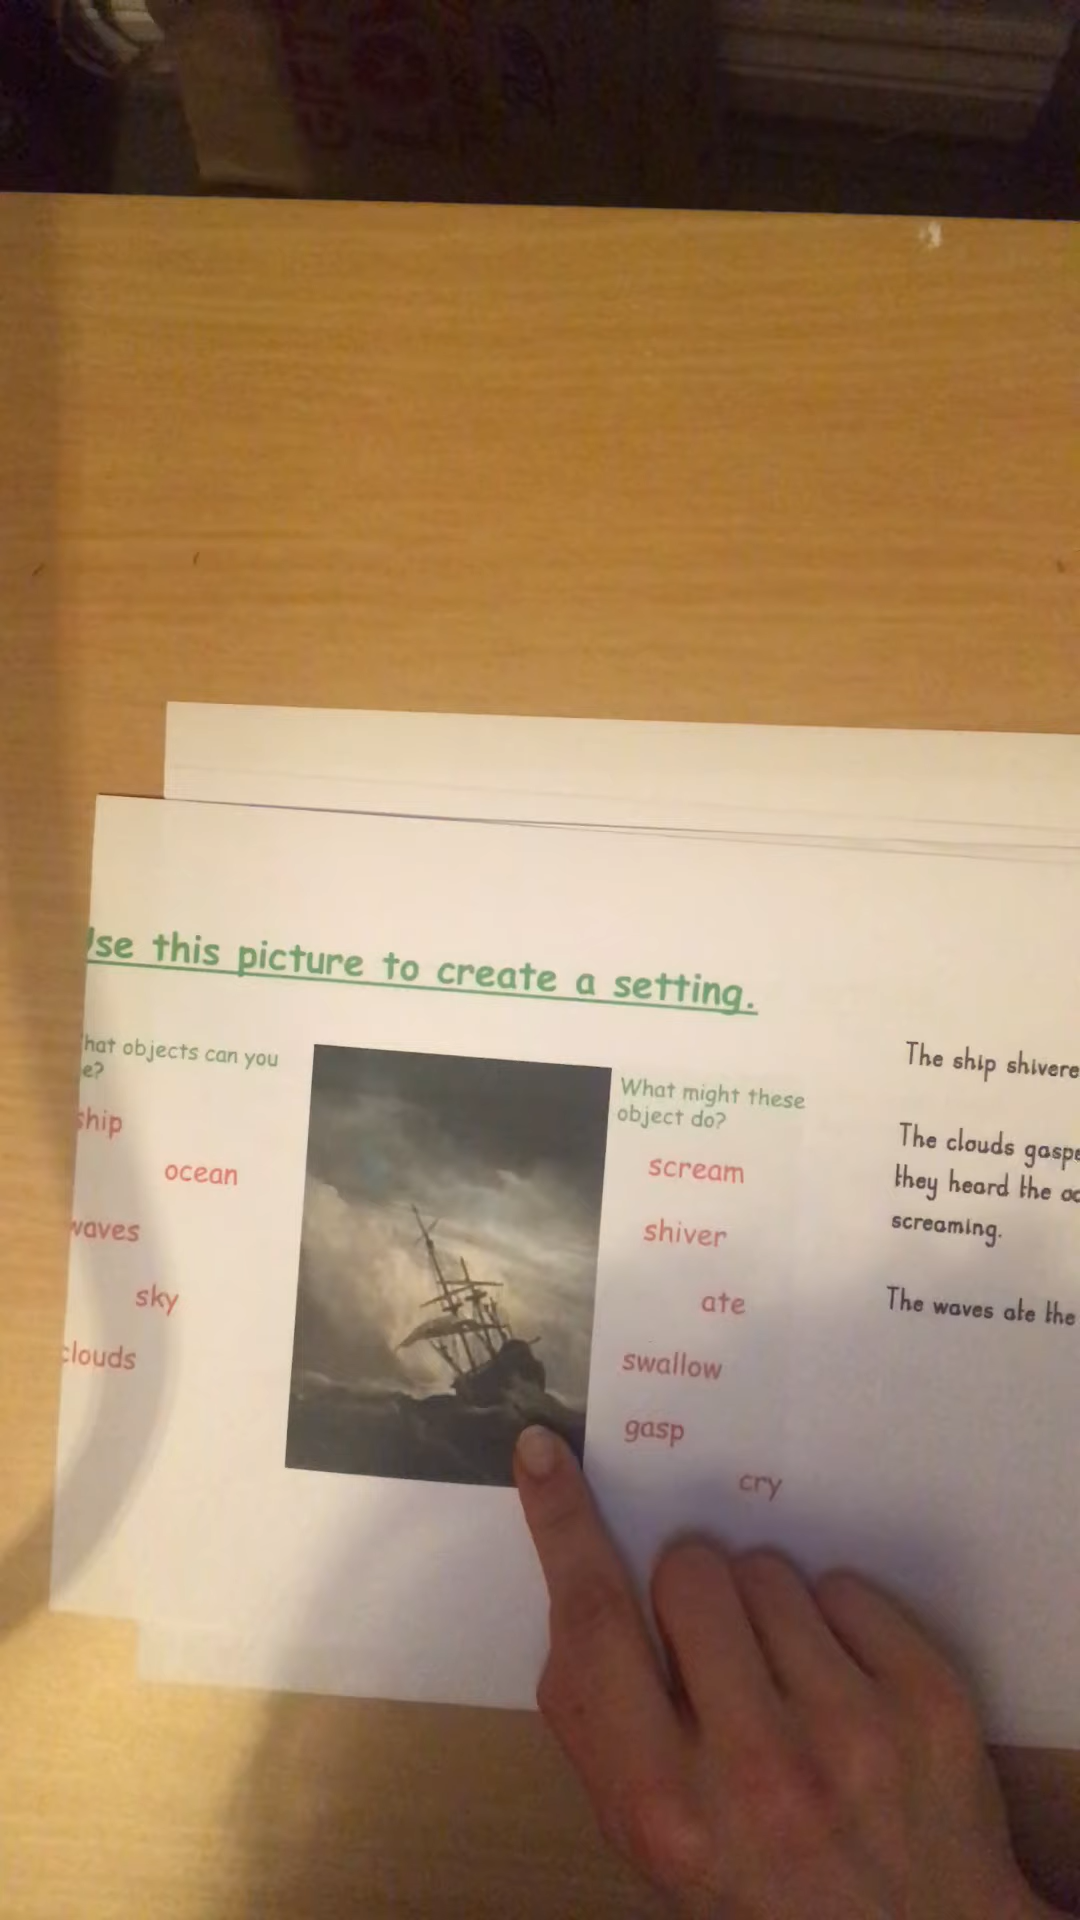 Use this picture to create a setting.
objects can you
ship
ocean
waves
sky
clouds
What might these
object do?
scream
shiver
ate
swallow
gasp
cry
The ship
The clouds
they heard the
screaming.
The waves ate the